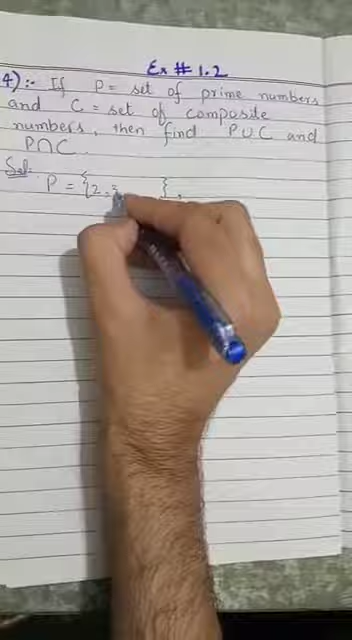 Ex # 1.2
4):- If P = set of prime numbers
and C = set of composite
numbers, then find P∪C and
P∩C.
Sol:
P = {2,3 }